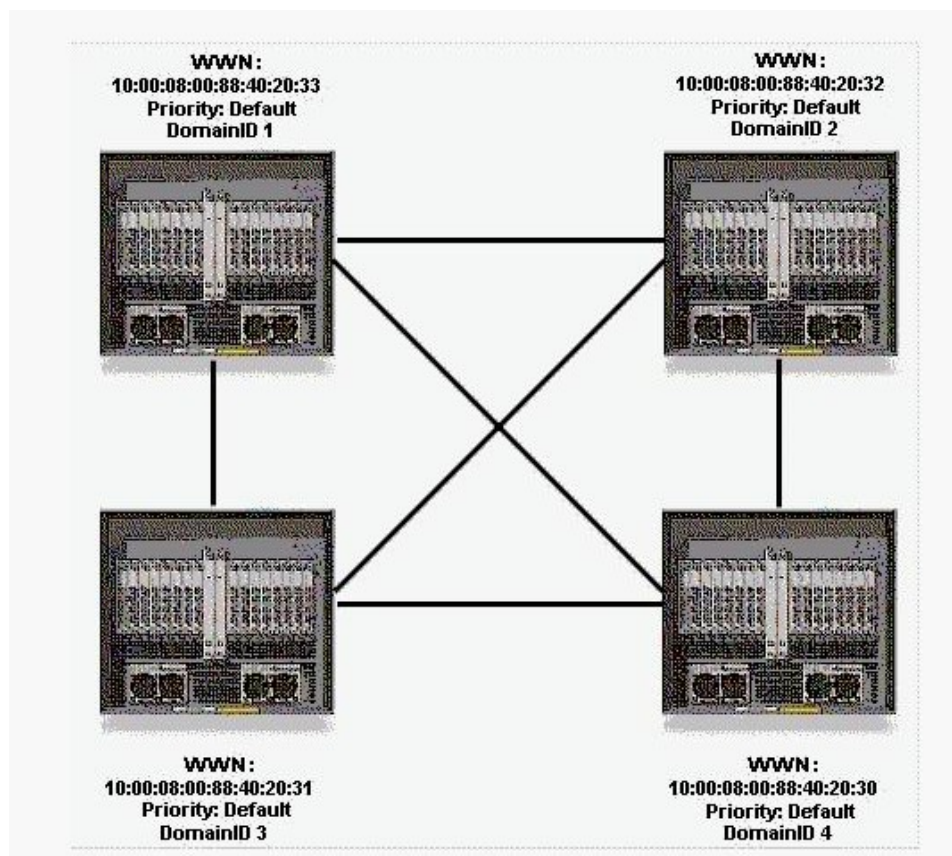 WWN:
10:00:08:00:88:40:20:33
Priority: Default
DomainID 1
WWN:
10:00:08:00:88:40:20:32
Priority: Default
DomainID 2
WWN:
10:00:08:00:88:40:20:31
Priority: Default
DomainID 3
WWN:
10:00:08:00:88:40:20:30
Priority: Default
DomainID 4